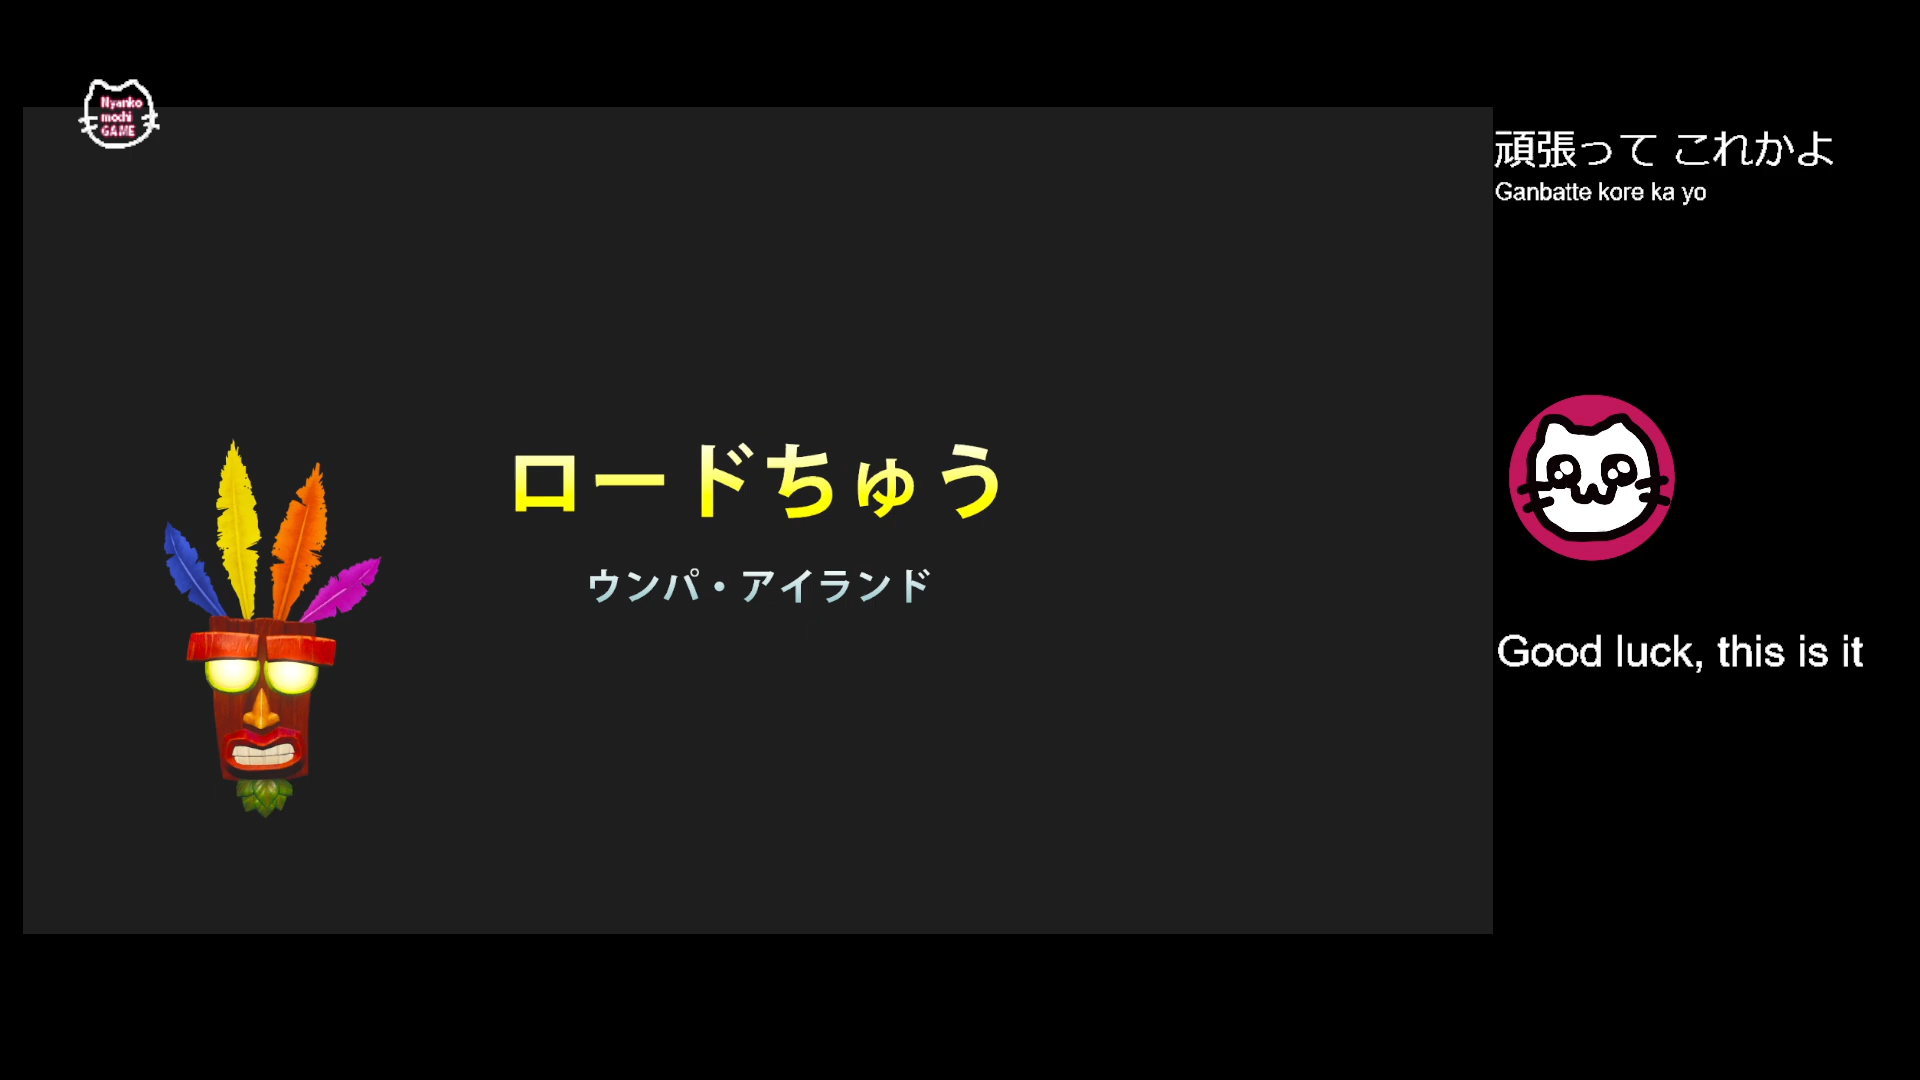 Nyanko
mochi
GAME
頑張って これかよ
Ganbatte kore ka yo
ロードちゅう
ウンパ・アイランド
Good luck, this is it